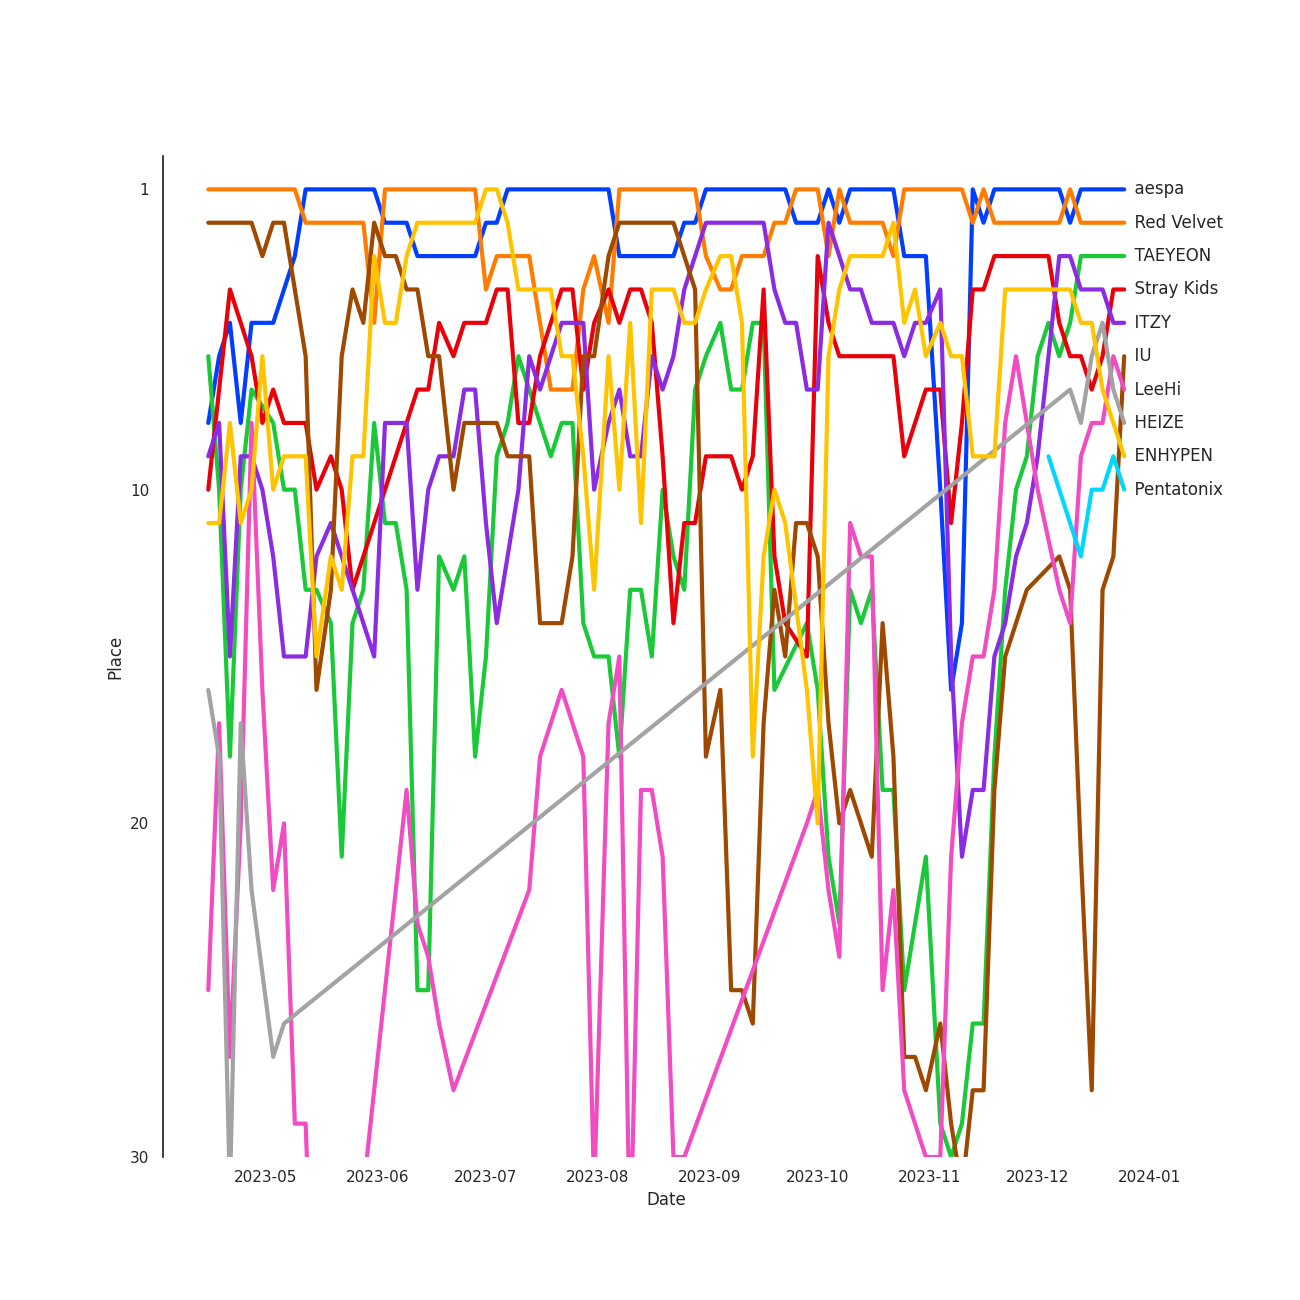 1
10
20
30
Place
aespa
Red Velvet
TAEYEON
Stray Kids
ITZY
IU
LeeHi
HEIZE
ENHYPEN
Pentatonix
2023-05 2023-06 2023-07 2023-08 2023-09 2023-10 2023-11 2023-12 2024-01
Date